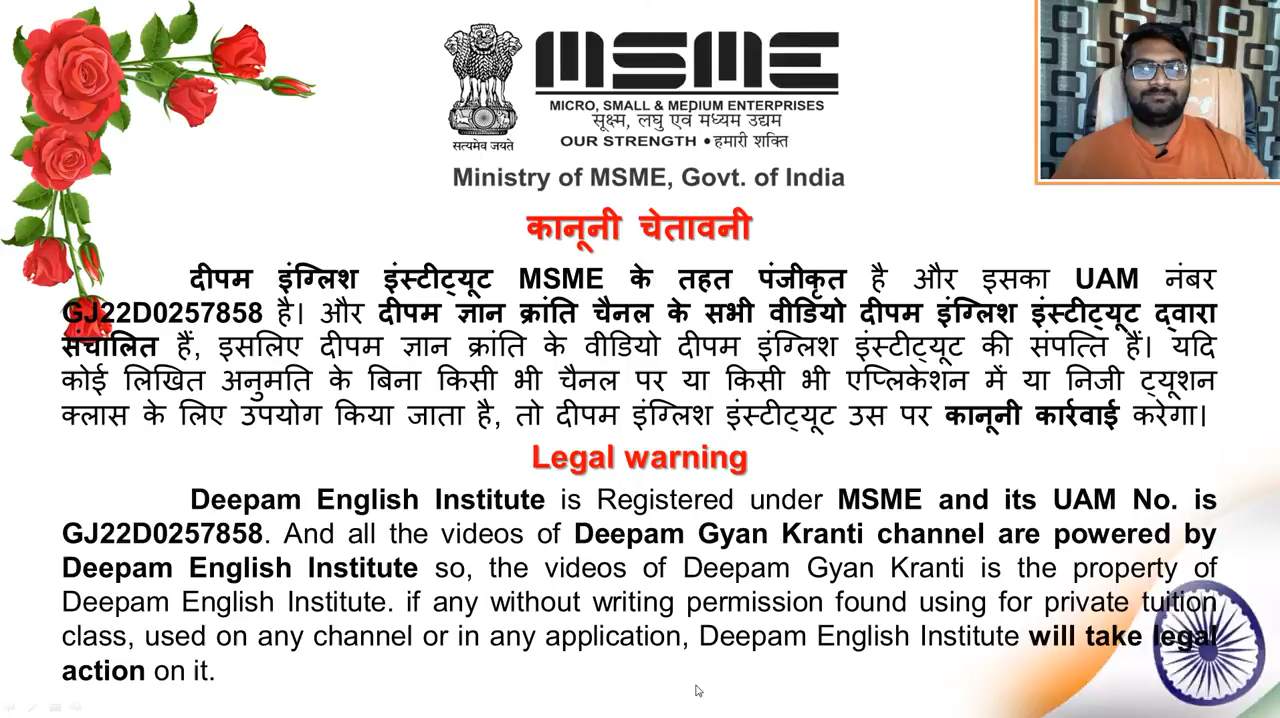 MSME
MICRO, SMALL & MEDIUM ENTERPRISES
सूक्ष्म, लघु एवं मध्यम उद्यम
सत्यमेव जयते
OUR STRENGTH • हमारी शक्ति
Ministry of MSME, Govt. of India
कानूनी चेतावनी
दीपम इंग्लिश इंस्टीट्यूट MSME के तहत पंजीकृत है और इसका UAM नंबर
GJ22D0257858 है। और दीपम ज्ञान क्रांति चैनल के सभी वीडियो दीपम इंग्लिश इंस्टीट्यूट द्वारा
संचालित हैं, इसलिए दीपम ज्ञान क्रांति के वीडियो दीपम इंग्लिश इंस्टीट्यूट की संपत्ति हैं। यदि
कोई लिखित अनुमति के बिना किसी भी चैनल पर या किसी भी एप्लिकेशन में या निजी ट्यूशन
क्लास के लिए उपयोग किया जाता है, तो दीपम इंग्लिश इंस्टीट्यूट उस पर कानूनी कार्रवाई करेगा।
Legal warning
Deepam English Institute is Registered under MSME and its UAM No. is
GJ22D0257858. And all the videos of Deepam Gyan Kranti channel are powered by
Deepam English Institute so, the videos of Deepam Gyan Kranti is the property of
Deepam English Institute. if any without writing permission found using for private tuition
class, used on any channel or in any application, Deepam English Institute will take legal
action on it.